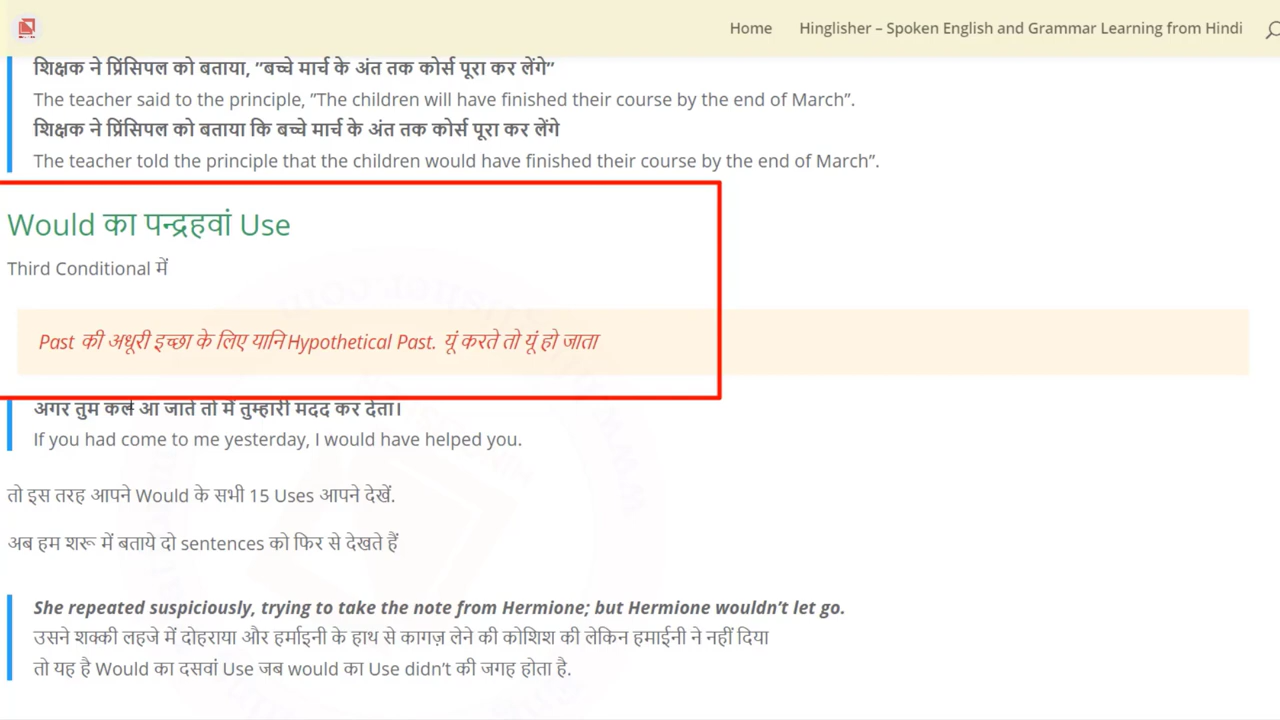 Home Hinglisher – Spoken English and Grammar Learning from Hindi
शिक्षक ने प्रिंसिपल को बताया, ”बच्चे मार्च के अंत तक कोर्स पूरा कर लेंगे”
The teacher said to the principle, ”The children will have finished their course by the end of March”.
शिक्षक ने प्रिंसिपल को बताया कि बच्चे मार्च के अंत तक कोर्स पूरा कर लेंगे
The teacher told the principle that the children would have finished their course by the end of March”.
Would का पन्द्रहवां Use
Third Conditional में
Past की अधूरी इच्छा के लिए यानि Hypothetical Past. यूं करते तो यूं हो जाता
अगर तुम कल आ जाते तो मैं तुम्हारी मदद कर देता।
If you had come to me yesterday, I would have helped you.
तो इस तरह आपने Would के सभी 15 Uses आपने देखें.
अब हम शरू में बताये दो sentences को फिर से देखते हैं
She repeated suspiciously, trying to take the note from Hermione; but Hermione wouldn’t let go.
उसने शक्की लहजे में दोहराया और हर्माइनी के हाथ से कागज़ लेने की कोशिश की लेकिन हमाईनी ने नहीं दिया
तो यह है Would का दसवां Use जब would का Use didn’t की जगह होता है.